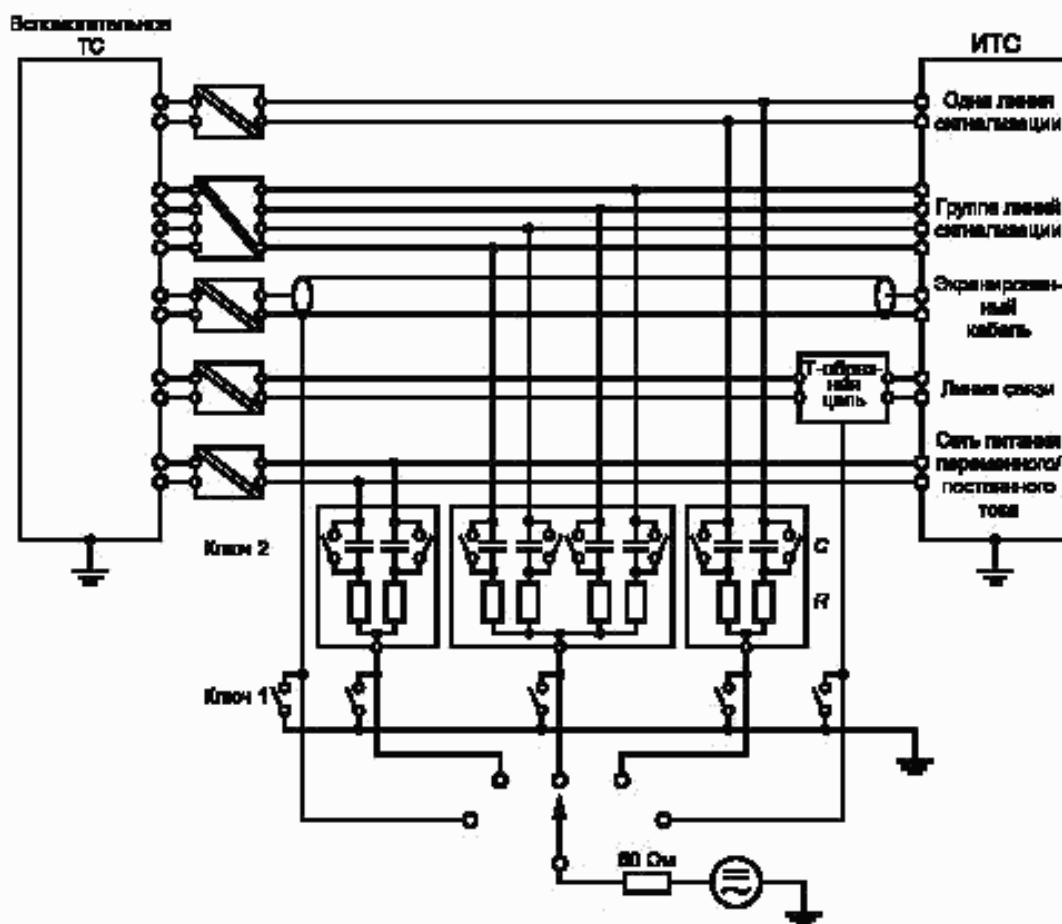 Вспомогательное
ТС
ИТС
Одна линия
сигнализации
Группа линий
сигнализации
Экранирован-
ный
кабель
Т-образ-
ная
цепь
Линия связи
Сеть питания
переменного/
постоянного
тока
Ключ 2
C
R
Ключ 1
50 Ом